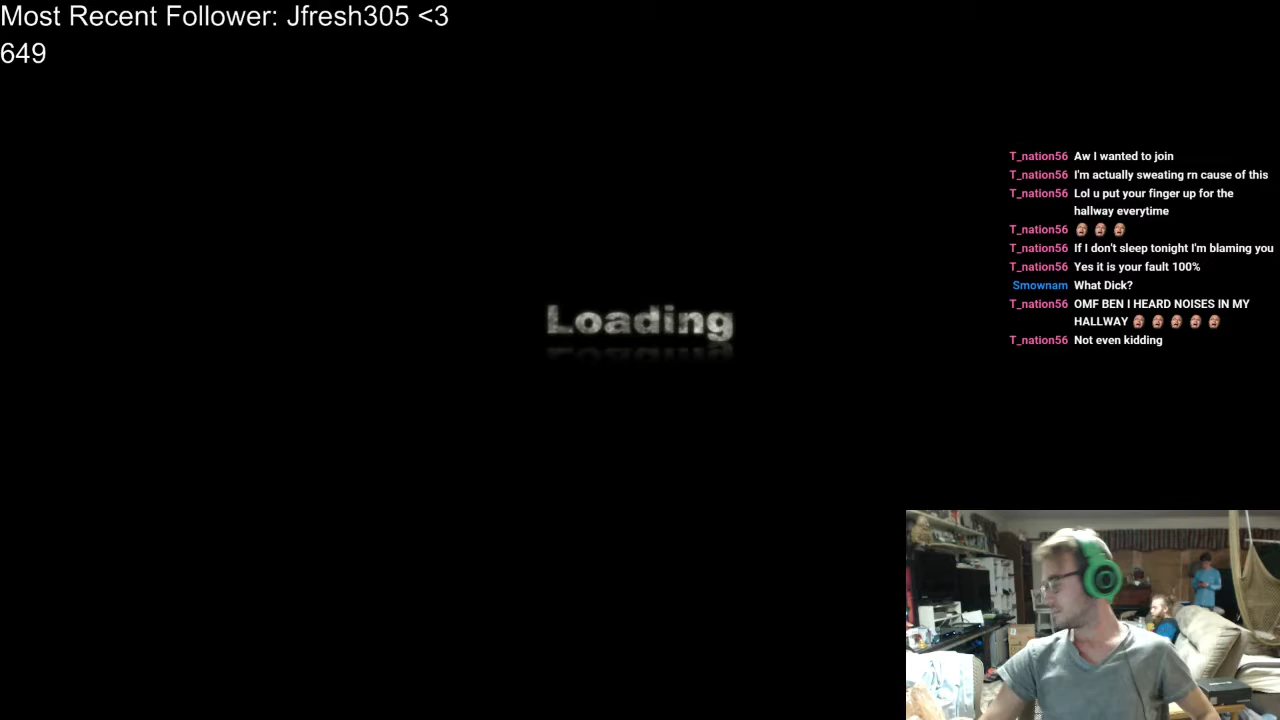 Most Recent Follower: Jfresh305 <3
649
T_nation56 Aw I wanted to join
T_nation56 I'm actually sweating rn cause of this
T_nation56 Lol u put your finger up for the
hallway everytime
T_nation56
T_nation56 If I don't sleep tonight I'm blaming you
T_nation56 Yes it is your fault 100%
Smownam What Dick?
T_nation56 OMF BEN I HEARD NOISES IN MY
HALLWAY
T_nation56 Not even kidding
Loading